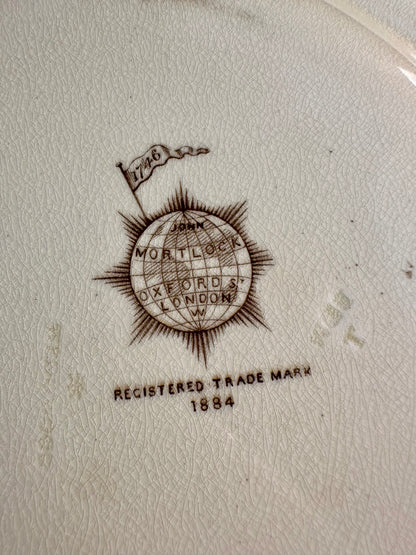 1746
JOHN
MORTLOCK
OXFORD St
LONDON
W
REGISTERED TRADE MARK
1884